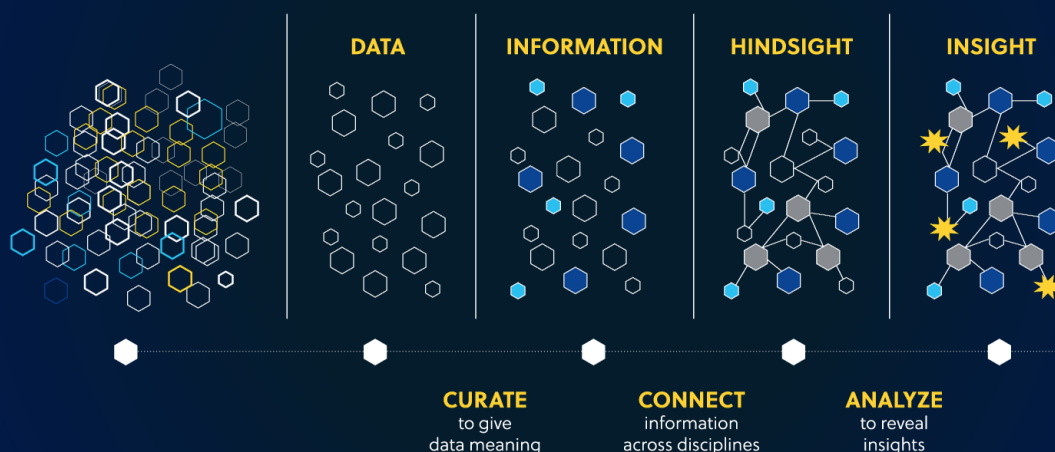 DATA
INFORMATION
HINDSIGHT
INSIGHT
CURATE
to give
data meaning
CONNECT
information
across disciplines
ANALYZE
to reveal
insights